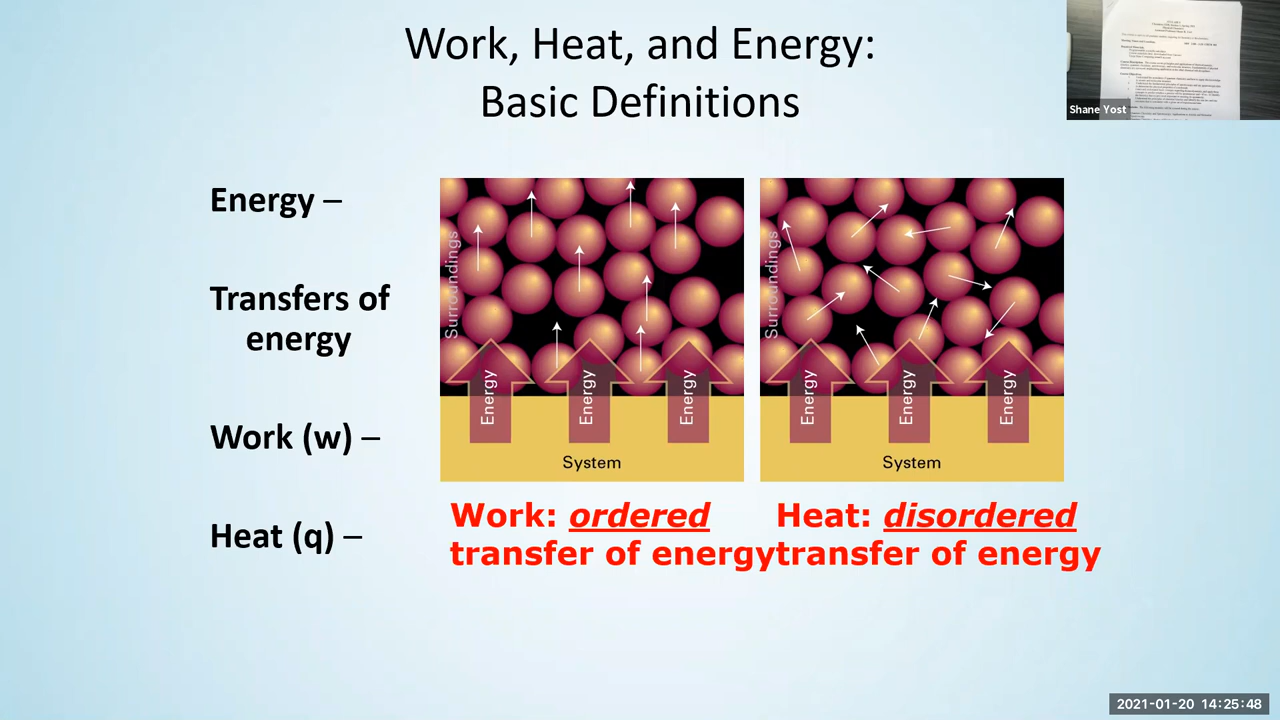 Work, Heat, and Energy:
Basic Definitions
Shane Yost
Energy –
Transfers of
energy
Work (w) –
Heat (q) –
Surroundings
Energy
Energy
Energy
System
Surroundings
Energy
Energy
Energy
System
Work: ordered
transfer of energy
Heat: disordered
transfer of energy
2021-01-20 14:25:48